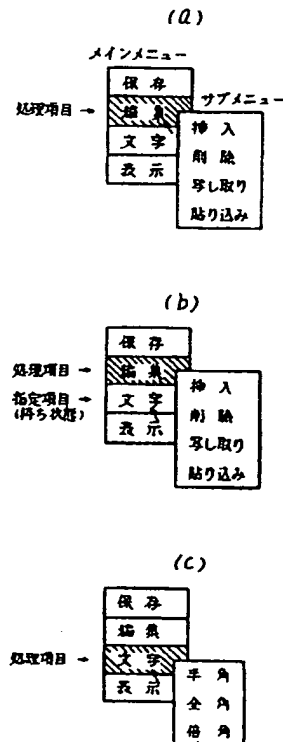 (a)
メインメニュー
保存
処理項目→
編集
サブメニュー
文字
表示
挿入
削除
写し取り
貼り込み
(b)
保存
処理項目→
編集
指定項目→
(待ち状態)
文字
表示
挿入
削除
写し取り
貼り込み
(c)
保存
編集
処理項目→
文字
表示
半角
全角
倍角